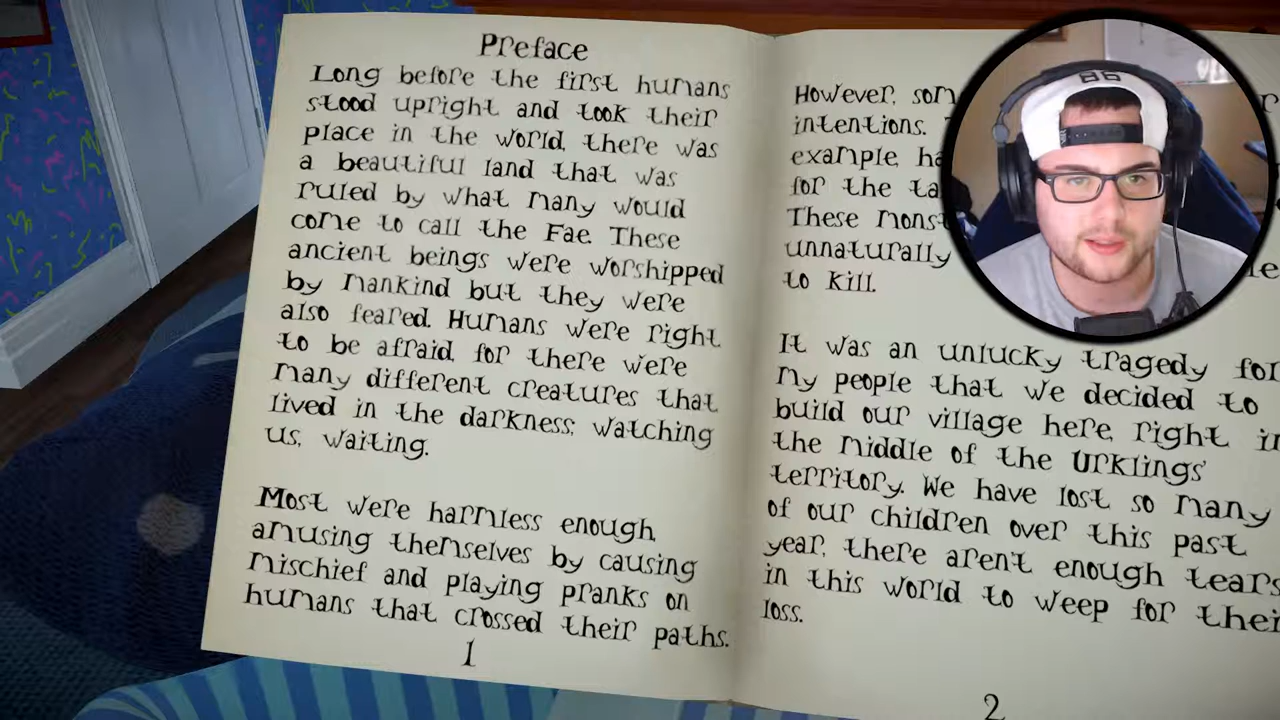 Preface
Long before the first humans
stood upright and took their
place in the world, there was
a beautiful land that was
ruled by what many would
come to call the Fae. These
ancient beings were worshipped
by mankind but they were
also feared. Humans were right
to be afraid, for there were
many different creatures that
lived in the darkness; watching
us, waiting.
Most were harmless enough,
amusing themselves by causing
mischief and playing pranks on
humans that crossed their paths.
1
However,
intentions.
example,
for the
These
unnaturally
to kill.
It was an unlucky tragedy for
my people that we decided to
build our village here, right in
the middle of the Urklings'
territory. We have lost so many
of our children over this past
year, there aren't enough tears
in this world to weep for their
loss.
2